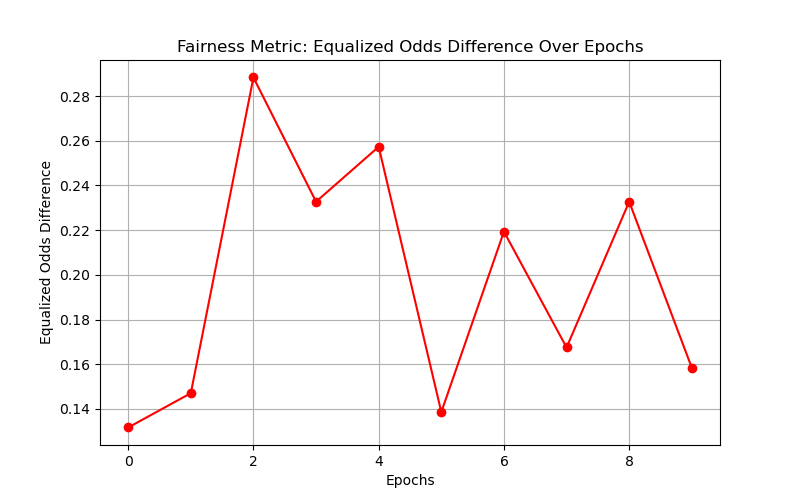 Fairness Metric: Equalized Odds Difference Over Epochs
Equalized Odds Difference
0.28
0.26
0.24
0.22
0.20
0.18
0.16
0.14
0 2 4 6 8
Epochs